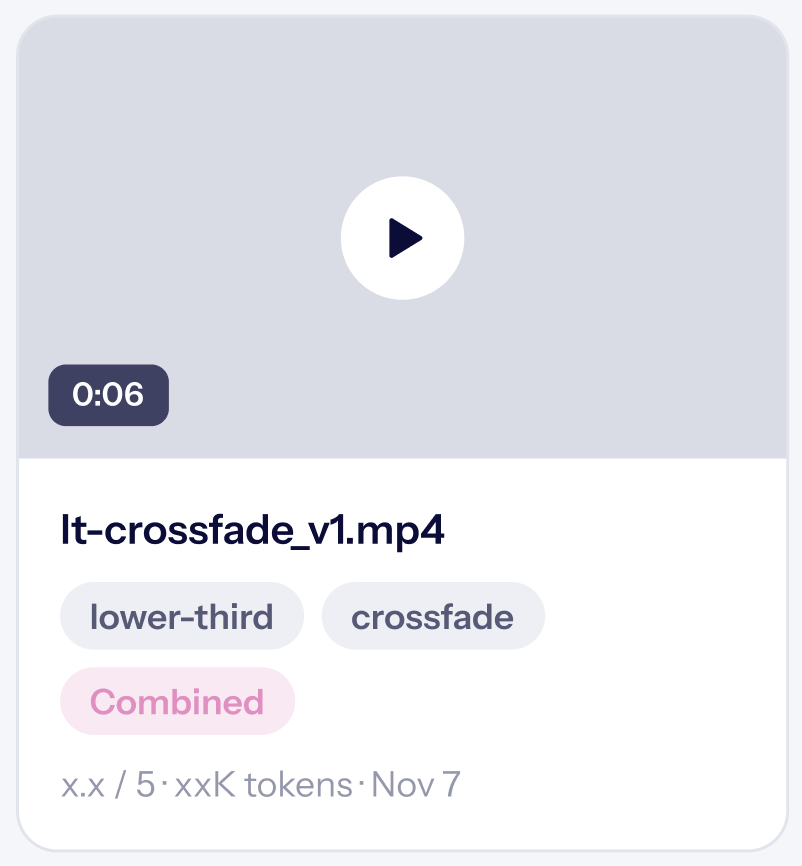 0:06
lt-crossfade_v1.mp4
lower-third crossfade
Combined
x.x / 5 · xxK tokens · Nov 7